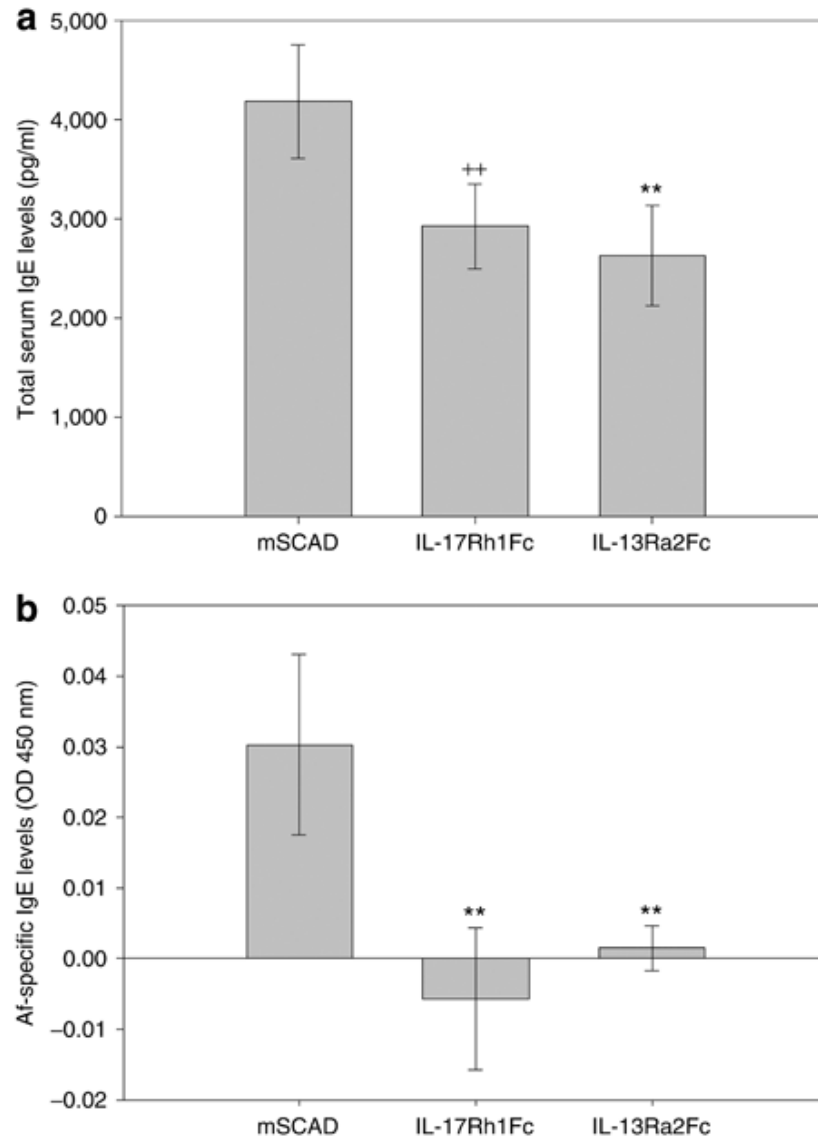 a
Total serum IgE levels (pg/ml)
5,000
4,000
3,000
2,000
1,000
0
++
**
mSCAD IL-17Rh1Fc IL-13Ra2Fc
b
Af-specific IgE levels (OD 450 nm)
0.05
0.04
0.03
0.02
0.01
0.00
–0.01
–0.02
** **
mSCAD IL-17Rh1Fc IL-13Ra2Fc